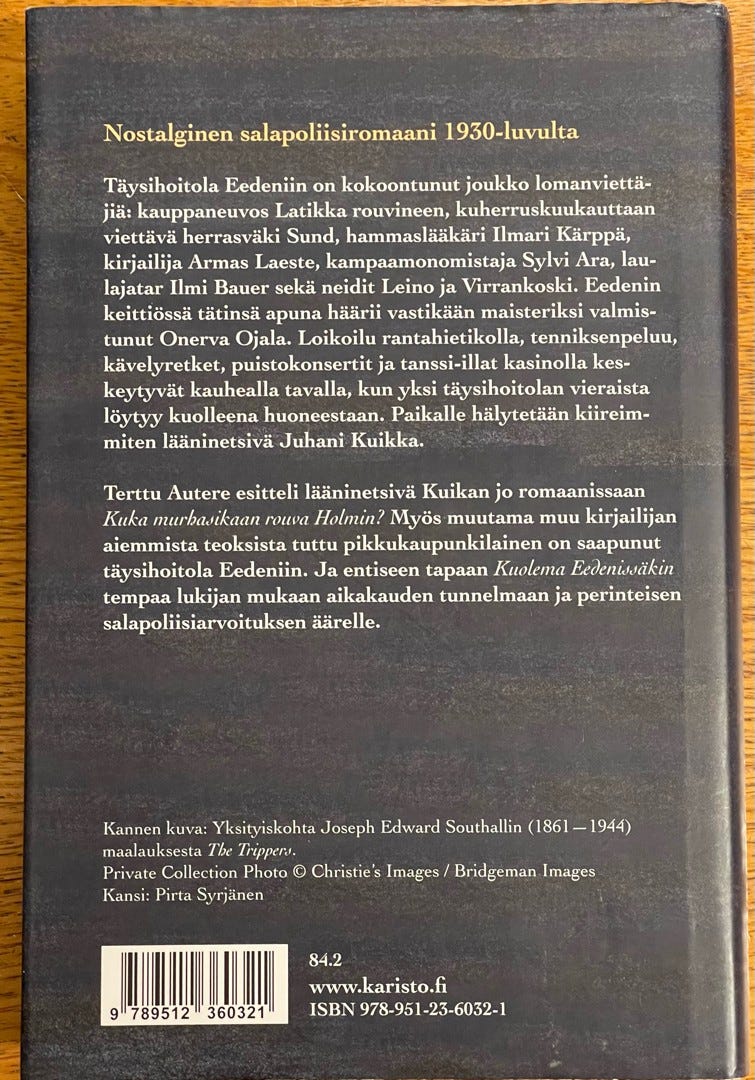 Nostalginen salapoliisiromaani 1930-luvulta
Täysihoitola Eedeniin on kokoontunut joukko lomanviettä-
jiä: kauppaneuvos Latikka rouvineen, kuherruskuukauttaan
viettävä herrasväki Sund, hammaslääkäri Ilmari Kärppä,
kirjailija Armas Laeste, kampaamonomistaja Sylvi Ara, lau-
lajatar Ilmi Bauer sekä neidit Leino ja Virrankoski. Eedenin
keittiössä tätinsä apuna häärii vastikään maisteriksi valmis-
tunut Onerva Ojala. Loikoilu rantahietikolla, tenniksenpeluu,
kävelyretket, puistokonsertit ja tanssi-illat kasinolla kes-
keytyvät kauhealla tavalla, kun yksi täysihoitolan vieraista
löytyy kuolleena huoneestaan. Paikalle hälytetään kiireim-
miten lääninetsivä Juhani Kuikka.
Terttu Autere esitteli lääninetsivä Kuikan jo romaanissaan
Kuka murhasikaan rouva Holmin? Myös muutama muu kirjailijan
aiemmista teoksista tuttu pikkukaupunkilainen on saapunut
täysihoitola Eedeniin. Ja entiseen tapaan Kuolema Eedenissäkin
tempaa lukijan mukaan aikakauden tunnelmaan ja perinteisen
salapoliisiarvoituksen äärelle.
Kannen kuva: Yksityiskohta Joseph Edward Southallin (1861–1944)
maalauksesta The Trippers.
Private Collection Photo © Christie's Images / Bridgeman Images
Kansi: Pirta Syrjänen
84.2
www.karisto.fi
ISBN 978-951-23-6032-1
9 789512 360321